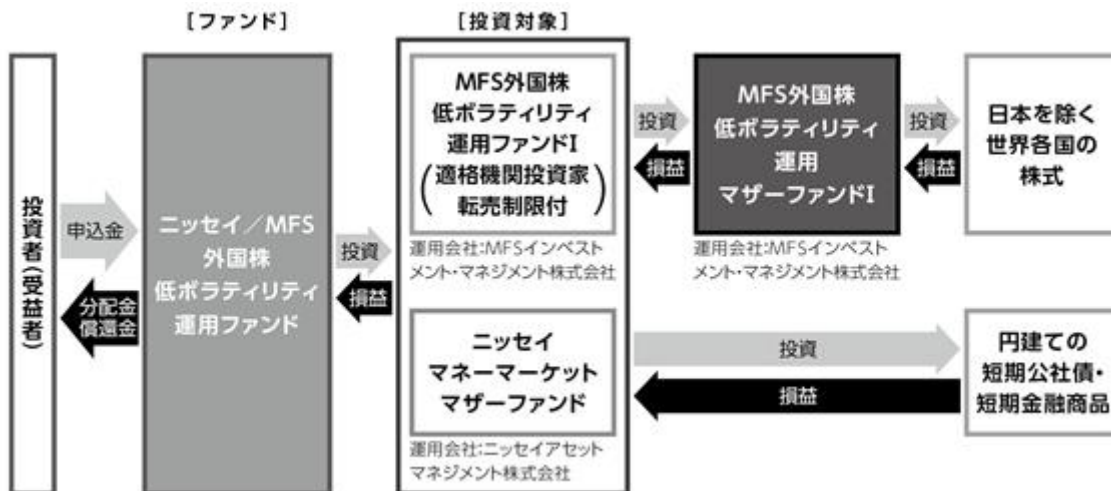 [ファンド]
[投資対象]
投資者(受益者)
申込金
分配金
償還金
ニッセイ／MFS
外国株
低ボラティリティ
運用ファンド
投資
損益
MFS外国株
低ボラティリティ
運用ファンドI
(適格機関投資家
転売制限付)
運用会社:MFSインベスト
メント・マネジメント株式会社
投資
損益
MFS外国株
低ボラティリティ
運用
マザーファンドI
運用会社:MFSインベスト
メント・マネジメント株式会社
投資
損益
日本を除く
世界各国の
株式
ニッセイ
マネーマーケット
マザーファンド
運用会社:ニッセイアセット
マネジメント株式会社
投資
損益
円建ての
短期公社債・
短期金融商品